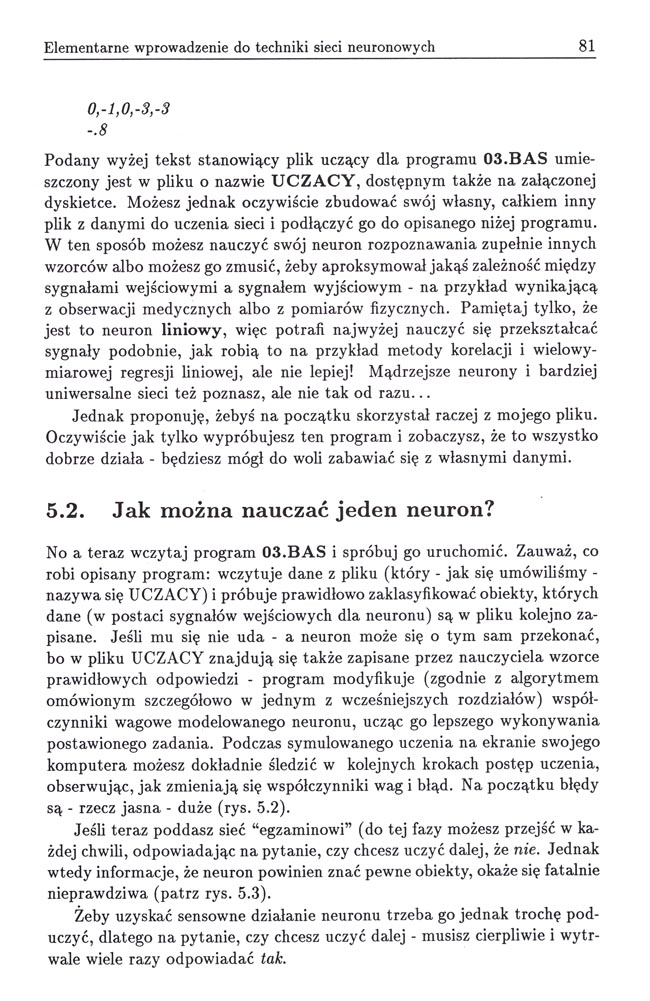 Elementarne wprowadzenie do techniki sieci neuronowych 81
0,-1,0,-3,-3
-.8
Podany wyżej tekst stanowiący plik uczący dla programu 03.BAS umie-
szczony jest w pliku o nazwie UCZACY, dostępnym także na załączonej
dyskietce. Możesz jednak oczywiście zbudować swój własny, całkiem inny
plik z danymi do uczenia sieci i podłączyć go do opisanego niżej programu.
W ten sposób możesz nauczyć swój neuron rozpoznawania zupełnie innych
wzorców albo możesz go zmusić, żeby aproksymował jakąś zależność między
sygnałami wejściowymi a sygnałem wyjściowym - na przykład wynikającą
z obserwacji medycznych albo z pomiarów fizycznych. Pamiętaj tylko, że
jest to neuron liniowy, więc potrafi najwyżej nauczyć się przekształcać
sygnały podobnie, jak robią to na przykład metody korelacji i wielowy-
miarowej regresji liniowej, ale nie lepiej! Mądrzejsze neurony i bardziej
uniwersalne sieci też poznasz, ale nie tak od razu...
Jednak proponuję, żebyś na początku skorzystał raczej z mojego pliku.
Oczywiście jak tylko wypróbujesz ten program i zobaczysz, że to wszystko
dobrze działa - będziesz mógł do woli zabawiać się z własnymi danymi.
5.2. Jak można nauczać jeden neuron?
No a teraz wczytaj program 03.BAS i spróbuj go uruchomić. Zauważ, co
robi opisany program: wczytuje dane z pliku (który - jak się umówiliśmy -
nazywa się UCZACY) i próbuje prawidłowo zaklasyfikować obiekty, których
dane (w postaci sygnałów wejściowych dla neuronu) są w pliku kolejno za-
pisane. Jeśli mu się nie uda - a neuron może się o tym sam przekonać,
bo w pliku UCZACY znajdują się także zapisane przez nauczyciela wzorce
prawidłowych odpowiedzi - program modyfikuje (zgodnie z algorytmem
omówionym szczegółowo w jednym z wcześniejszych rozdziałów) współ-
czynniki wagowe modelowanego neuronu, ucząc go lepszego wykonywania
postawionego zadania. Podczas symulowanego uczenia na ekranie swojego
komputera możesz dokładnie śledzić w kolejnych krokach postęp uczenia,
obserwując, jak zmieniają się współczynniki wag i błąd. Na początku błędy
są - rzecz jasna - duże (rys. 5.2).
Jeśli teraz poddasz sieć “egzaminowi” (do tej fazy możesz przejść w ka-
żdej chwili, odpowiadając na pytanie, czy chcesz uczyć dalej, że nie. Jednak
wtedy informacje, że neuron powinien znać pewne obiekty, okaże się fatalnie
nieprawdziwa (patrz rys. 5.3).
Żeby uzyskać sensowne działanie neuronu trzeba go jednak trochę pod-
uczyć, dlatego na pytanie, czy chcesz uczyć dalej - musisz cierpliwie i wytr-
wale wiele razy odpowiadać tak.